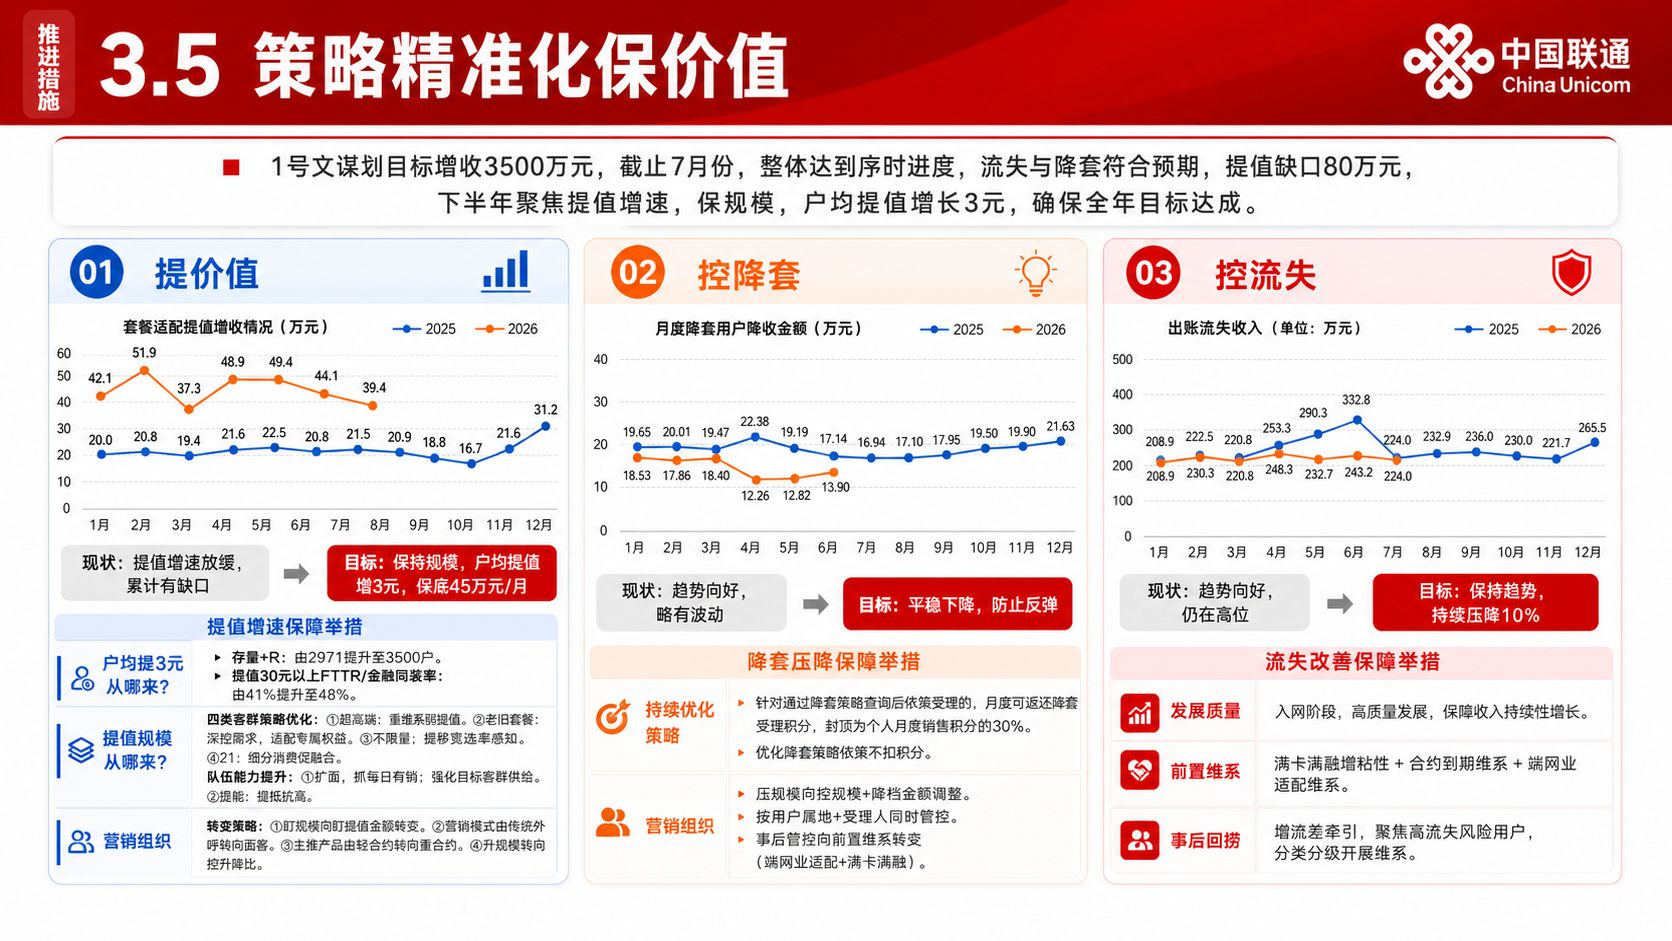 推进措施
3.5 策略精准化保价值
中国联通
China Unicom
1号文谋划目标增收3500万元，截止7月份，整体达到序时进度，流失与降套符合预期，提值缺口80万元，
下半年聚焦提值增速，保规模，户均提值增长3元，确保全年目标达成。
01 提价值
套餐适配提值增收情况（万元）
2025 2026
60
50
40
30
20
10
0
42.1 51.9 37.3 48.9 49.4 44.1 39.4
20.0 20.8 19.4 21.6 22.5 20.8 21.5 20.9 18.8 16.7 21.6 31.2
1月 2月 3月 4月 5月 6月 7月 8月 9月 10月 11月 12月
现状：提值增速放缓，
累计有缺口
目标：保持规模，户均提值
增3元，保底45万元/月
提值增速保障举措
户均提3元
从哪来？
存量+R：由2971提升至3500户。
提值30元以上FTTR/金融同装率：
由41%提升至48%。
提值规模
从哪来？
四类客群策略优化：①超高端：重维系弱提值。②老旧套餐：
深控需求，适配专属权益。③不限量；提移宽选率感知。
④21：细分消费促融合。
队伍能力提升：①扩面，抓每日有销；强化目标客群供给。
②提能：提抵抗高。
营销组织
转变策略：①盯规模向盯提值金额转变。②营销模式由传统外
呼转向面客。③主推产品由轻合约转向重合约。④升规模转向
控升降比。
02 控降套
月度降套用户降收金额（万元）
2025 2026
40
30
20
10
0
19.65 20.01 19.47 22.38 19.19 17.14 16.94 17.10 17.95 19.50 19.90 21.63
18.53 17.86 18.40 12.26 12.82 13.90
1月 2月 3月 4月 5月 6月 7月 8月 9月 10月 11月 12月
现状：趋势向好，
略有波动
目标：平稳下降，防止反弹
降套压降保障举措
持续优化
策略
针对通过降套策略查询后依策受理的，月度可返还降套
受理积分，封顶为个人月度销售积分的30%。
优化降套策略依策不扣积分。
营销组织
压规模向控规模+降档金额调整。
按用户属地+受理人同时管控。
事后管控向前置维系转变
（端网业适配+满卡满融）。
03 控流失
出账流失收入（单位：万元）
2025 2026
500
400
300
200
100
0
208.9 222.5 220.8 253.3 290.3 332.8 224.0 232.9 236.0 230.0 221.7 265.5
208.9 230.3 220.8 248.3 232.7 243.2 224.0
1月 2月 3月 4月 5月 6月 7月 8月 9月 10月 11月 12月
现状：趋势向好，
仍在高位
目标：保持趋势，
持续压降10%
流失改善保障举措
发展质量
入网阶段，高质量发展，保障收入持续性增长。
前置维系
满卡满融增粘性 + 合约到期维系 + 端网业
适配维系。
事后回捞
增流差牵引，聚焦高流失风险用户，
分类分级开展维系。